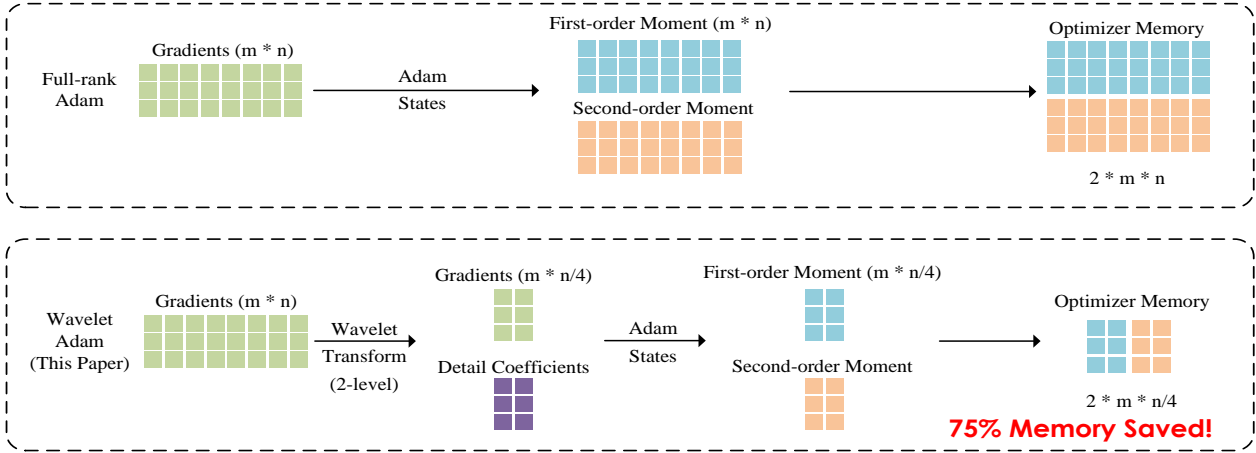 Full-rank
Adam
Gradients (m * n)
Adam
States
First-order Moment (m * n)
Second-order Moment
Optimizer Memory
2 * m * n
Wavelet
Adam
(This Paper)
Gradients (m * n)
Wavelet
Transform
(2-level)
Gradients (m * n/4)
Detail Coefficients
Adam
States
First-order Moment (m * n/4)
Second-order Moment
Optimizer Memory
2 * m * n/4
75% Memory Saved!